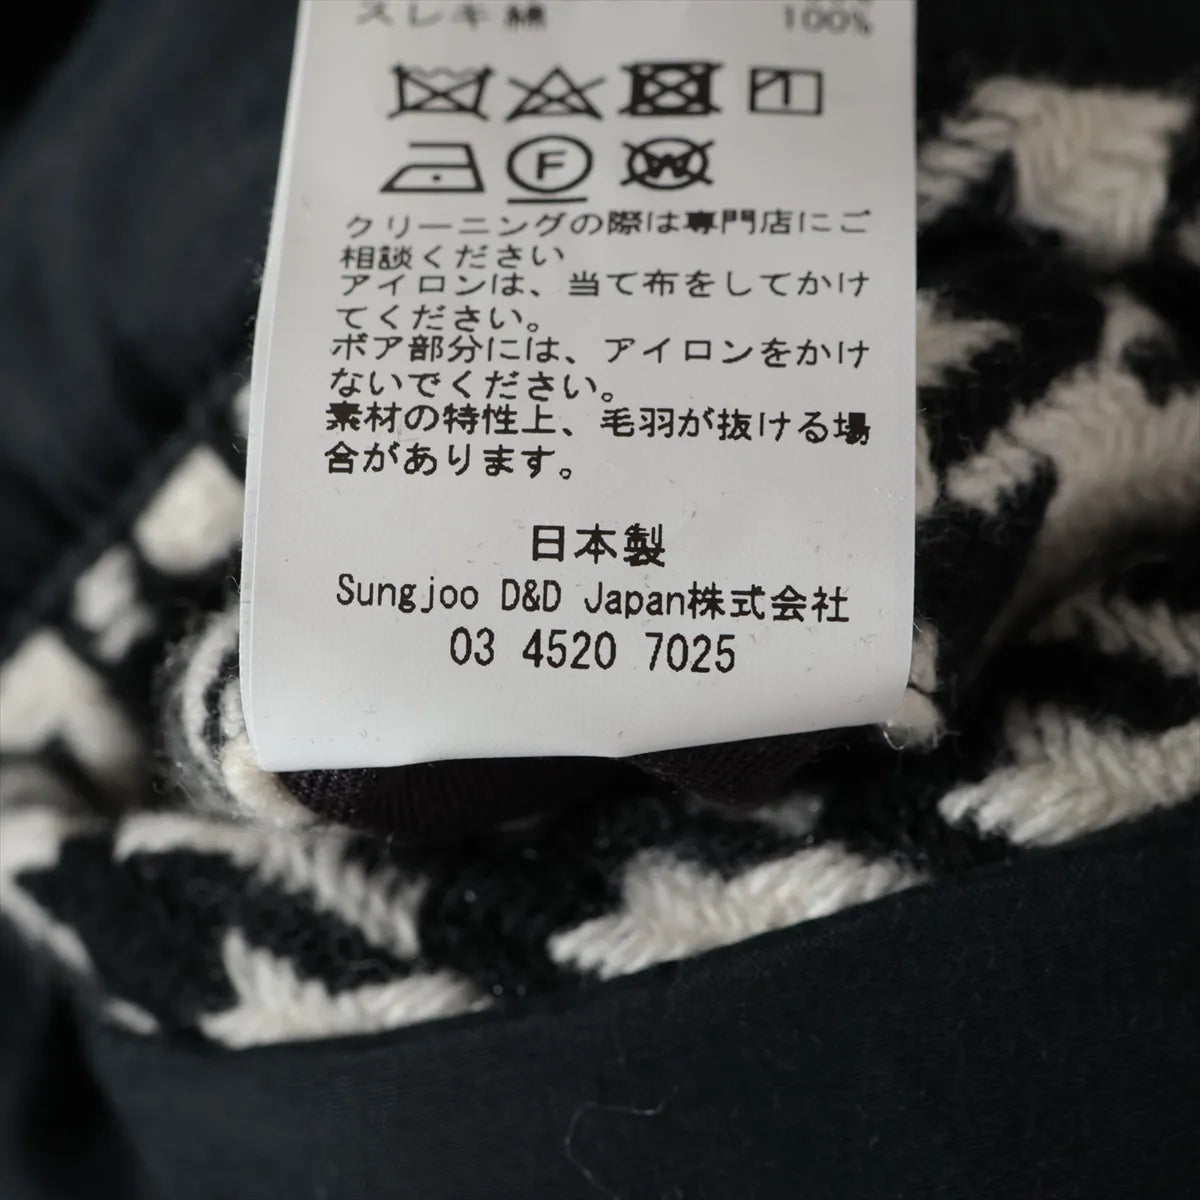 スレキ 綿
100%
F
W
クリーニングの際は専門店にご
相談ください
アイロンは、当て布をしてかけ
てください。
ボア部分には、アイロンをかけ
ないでください。
素材の特性上、毛羽が抜ける場
合があります。
日本製
Sungjoo D&D Japan株式会社
03 4520 7025